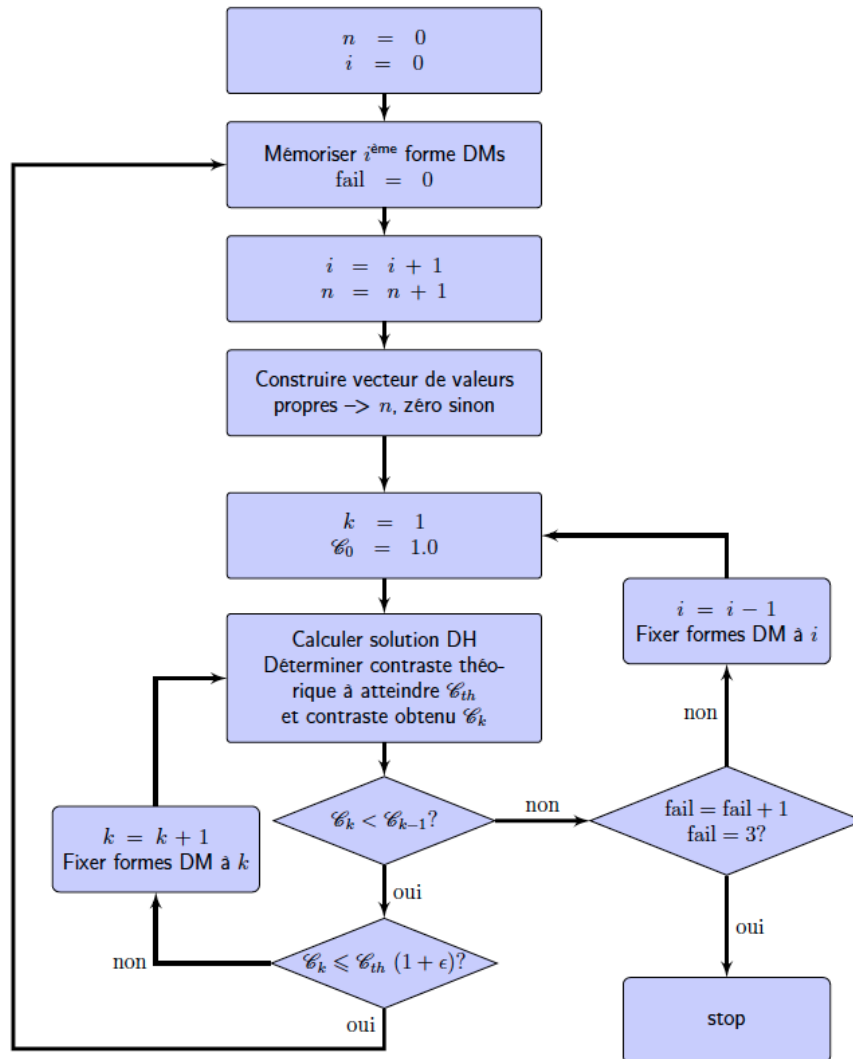 n = 0
i = 0
Mémoriser ième forme DMs
fail = 0
i = i + 1
n = n + 1
Construire vecteur de valeurs
propres −> n, zéro sinon
k = 1
𝒞0 = 1.0
i = i − 1
Fixer formes DM à i
Calculer solution DH
Déterminer contraste théo-
rique à atteindre 𝒞th
et contraste obtenu 𝒞k
non
k = k + 1
Fixer formes DM à k
𝒞k < 𝒞k−1?
non
fail = fail + 1
fail = 3?
oui
oui
non
𝒞k ⩽ 𝒞th (1 + ϵ)?
oui
stop